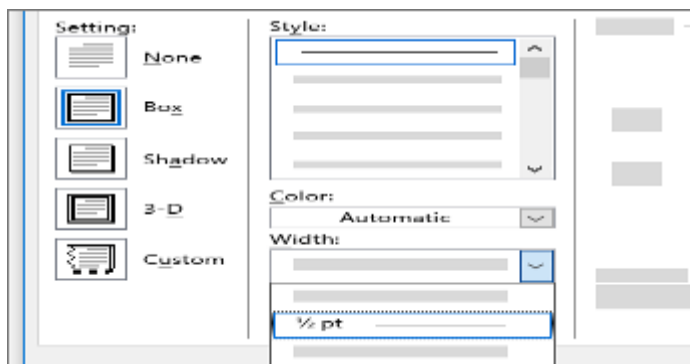 Setting:
None
Box
Shadow
3-D
Custom
Style:
Color:
Automatic
Width:
½ pt